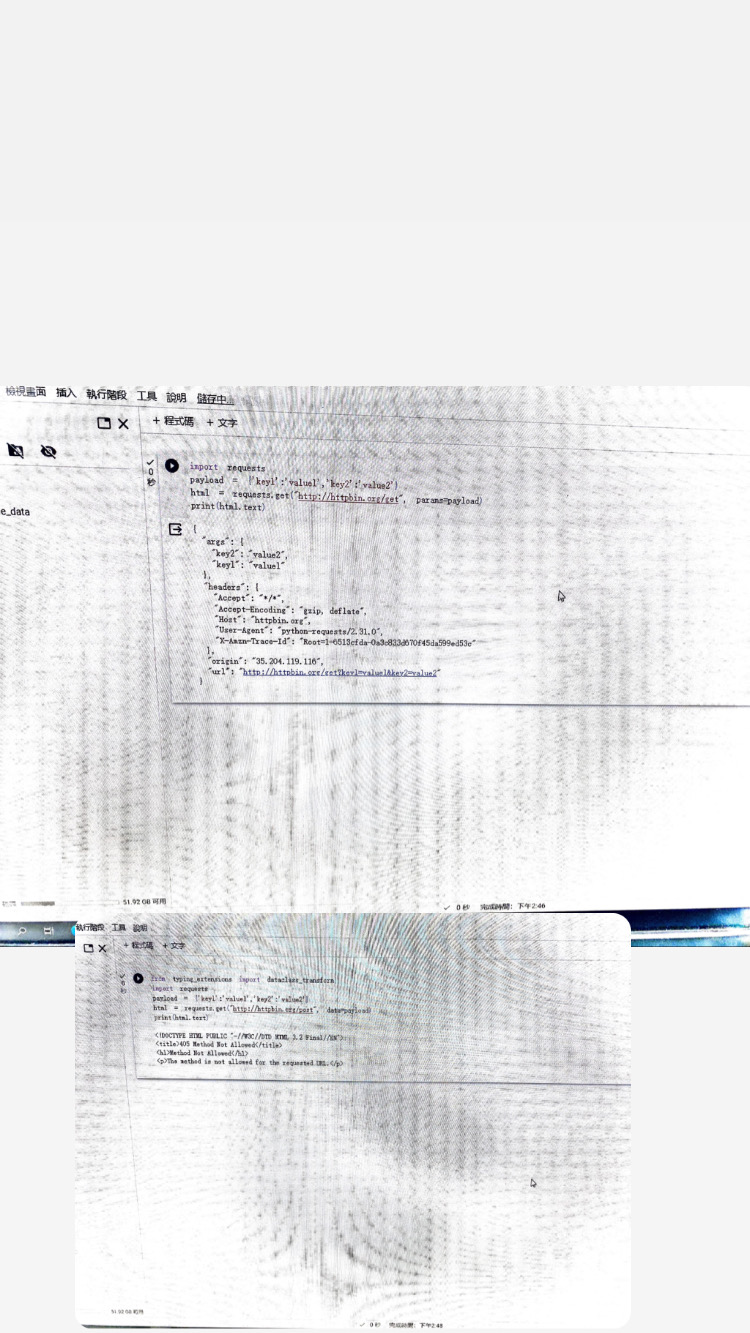 檢視畫面 插入 執行階段 工具 說明 儲存中…
+ 程式碼 + 文字
0
秒
import requests
payload = {'key1':'value1','key2':'value2'}
html = requests.get("http://httpbin.org/get", params=payload)
print(html.text)
e_data
{
"args": {
"key2": "value2",
"key1": "value1"
},
"headers": {
"Accept": "*/*",
"Accept-Encoding": "gzip, deflate",
"Host": "httpbin.org",
"User-Agent": "python-requests/2.31.0",
"X-Amzn-Trace-Id": "Root=1-6513cfda-0a3c833d670f45da599ed53c"
},
"origin": "35.204.119.116",
"url": "http://httpbin.org/get?key1=value1&key2=value2"
}
51.92 GB 可用
0 秒 完成時間：下午2:46
執行階段 工具 說明
+ 程式碼 + 文字
0
秒
from typing_extensions import dataclass_transform
import requests
payload = {'key1':'value1','key2':'value2'}
html = requests.get("http://httpbin.org/post", data=payload)
print(html.text)
<!DOCTYPE HTML PUBLIC "-//W3C//DTD HTML 3.2 Final//EN">
<title>405 Method Not Allowed</title>
<h1>Method Not Allowed</h1>
<p>The method is not allowed for the requested URL.</p>
51.92 GB 可用
0 秒 完成時間：下午2:48